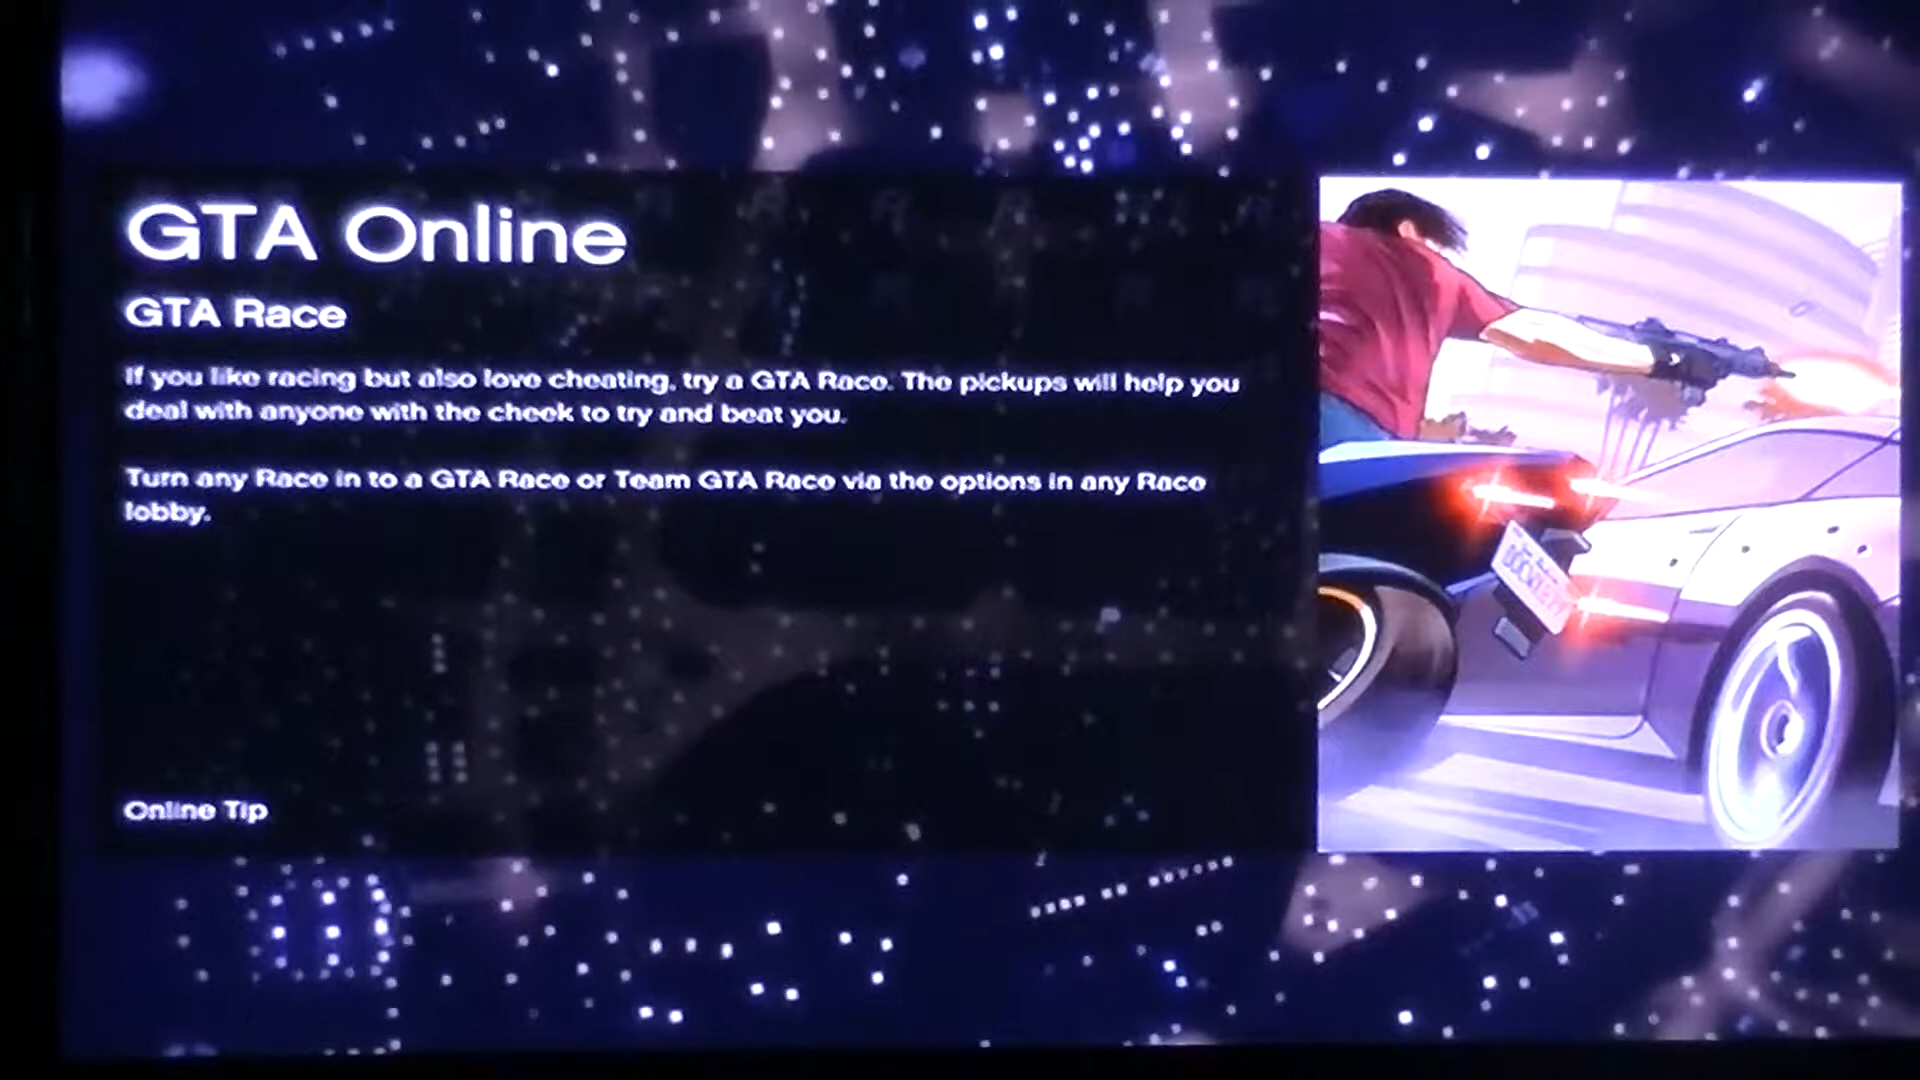 GTA Online
GTA Race
If you like racing but also love cheating, try a GTA Race. The pickups will help you
deal with anyone with the cheek to try and beat you.
Turn any Race in to a GTA Race or Team GTA Race via the options in any Race
lobby.
Online Tip